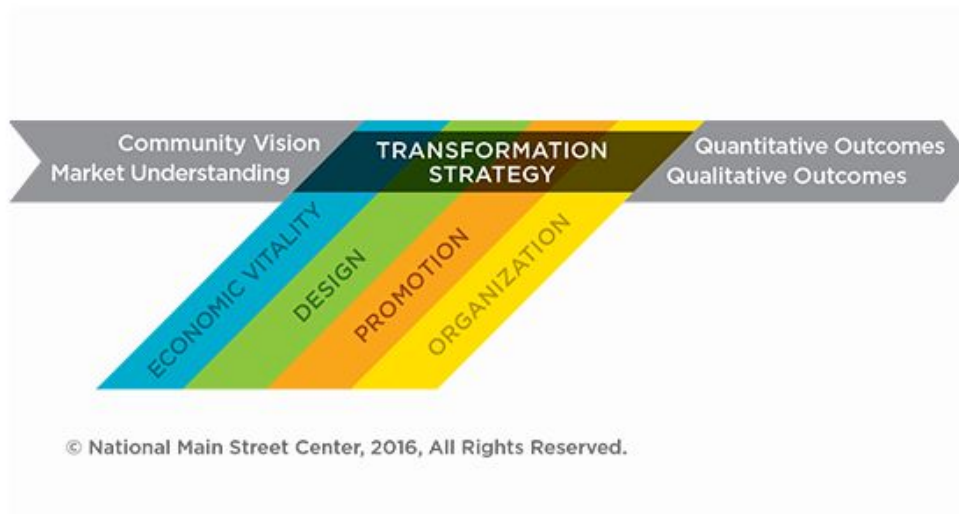 Community Vision
Market Understanding
TRANSFORMATION
STRATEGY
Quantitative Outcomes
Qualitative Outcomes
ECONOMIC VITALITY
DESIGN
PROMOTION
ORGANIZATION
© National Main Street Center, 2016, All Rights Reserved.